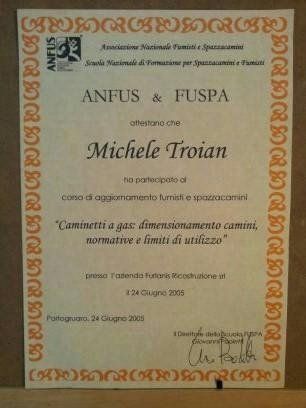 ANFUS
Associazione Nazionale Fumisti e Spazzacamini
Scuola Nazionale di Formazione per Spazzacamini e Fumisti
ANFUS & FUSPA
attestano che
Michele Troian
ha partecipato al
corso di aggiornamento fumisti e spazzacamini
"Caminetti a gas: dimensionamento camini,
normative e limiti di utilizzo"
presso l'azienda Furlanis Ricostruzione srl
il 24 Giugno 2005
Portogruaro, 24 Giugno 2005
Il Direttore della Scuola FUSPA
Giovanni